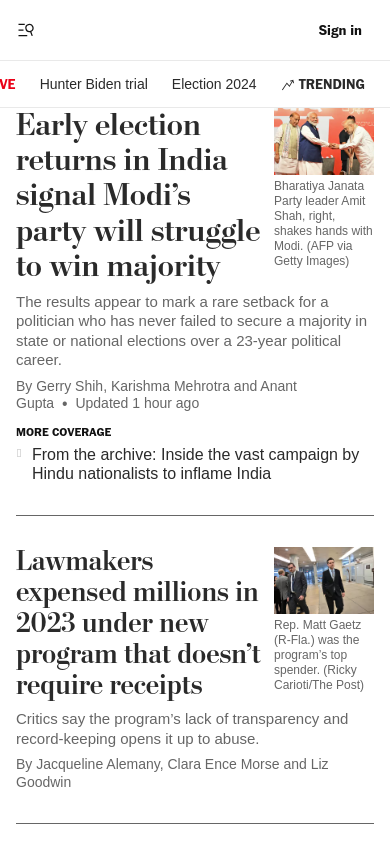 Sign in
VE
Hunter Biden trial
Election 2024
TRENDING
Early election
returns in India
signal Modi’s
party will struggle
to win majority
Bharatiya Janata
Party leader Amit
Shah, right,
shakes hands with
Modi. (AFP via
Getty Images)
The results appear to mark a rare setback for a
politician who has never failed to secure a majority in
state or national elections over a 23-year political
career.
By Gerry Shih, Karishma Mehrotra and Anant
Gupta • Updated 1 hour ago
MORE COVERAGE
From the archive: Inside the vast campaign by
Hindu nationalists to inflame India
Lawmakers
expensed millions in
2023 under new
program that doesn’t
require receipts
Rep. Matt Gaetz
(R-Fla.) was the
program’s top
spender. (Ricky
Carioti/The Post)
Critics say the program’s lack of transparency and
record-keeping opens it up to abuse.
By Jacqueline Alemany, Clara Ence Morse and Liz
Goodwin